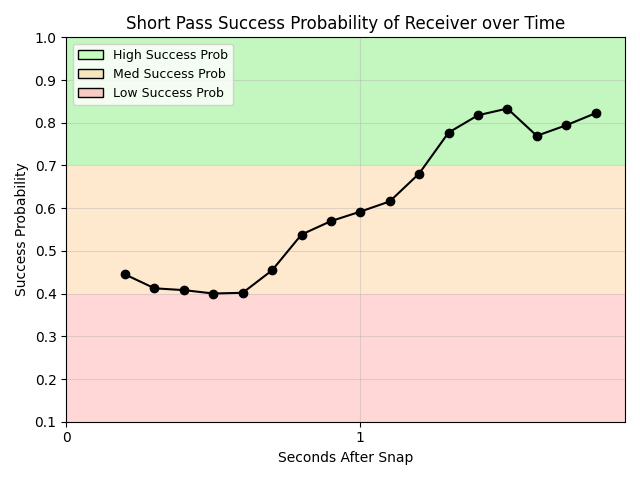 Short Pass Success Probability of Receiver over Time
High Success Prob
Med Success Prob
Low Success Prob
Success Probability
1.0
0.9
0.8
0.7
0.6
0.5
0.4
0.3
0.2
0.1
0
1
Seconds After Snap